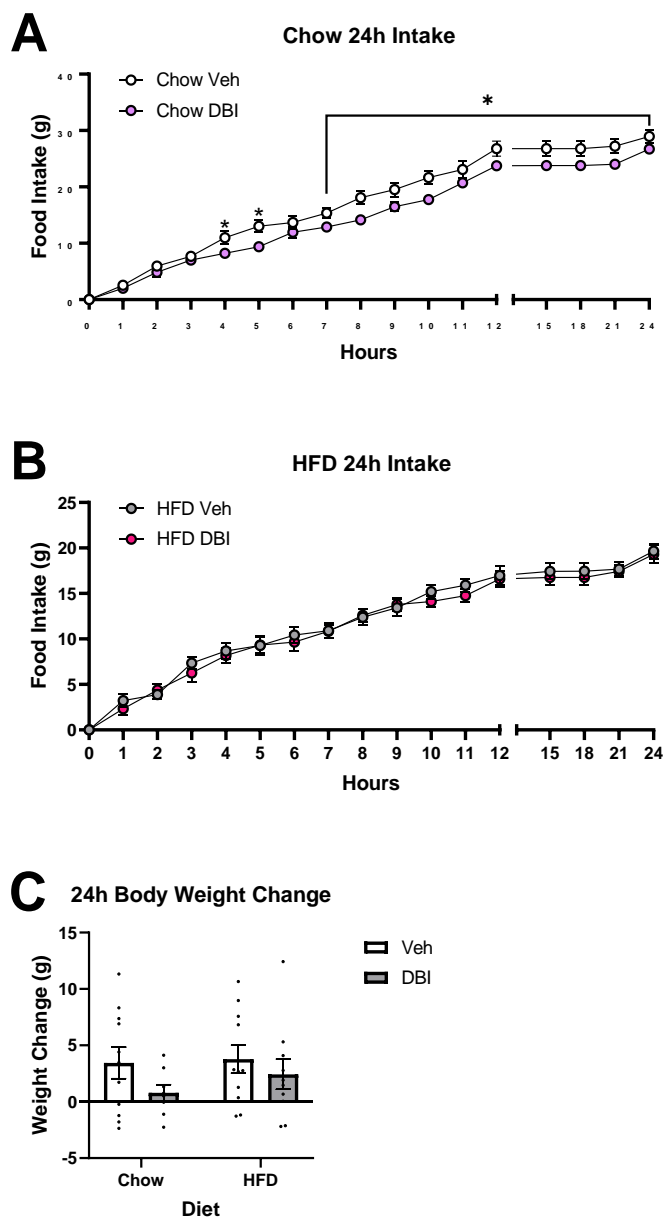 A
Chow 24h Intake
40
30
20
10
0
Food Intake (g)
Chow Veh
Chow DBI
*
*
*
0 1 2 3 4 5 6 7 8 9 10 11 12 15 18 21 24
Hours
B
HFD 24h Intake
25
20
15
10
5
0
Food Intake (g)
HFD Veh
HFD DBI
0 1 2 3 4 5 6 7 8 9 10 11 12 15 18 21 24
Hours
C
24h Body Weight Change
15
10
5
0
-5
Weight Change (g)
Veh
DBI
Chow HFD
Diet